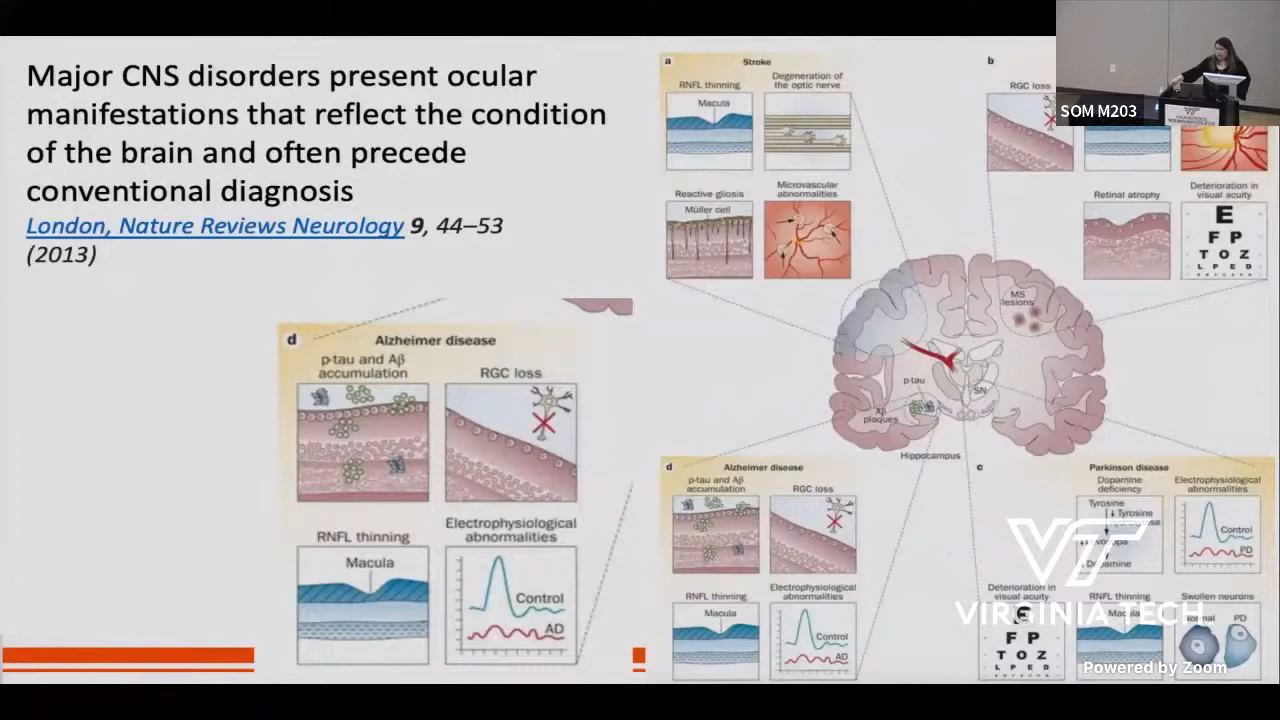 Major CNS disorders present ocular
manifestations that reflect the condition
of the brain and often precede
conventional diagnosis
London, Nature Reviews Neurology 9, 44–53
(2013)
d
Alzheimer disease
p-tau and Aβ
accumulation
RGC loss
RNFL thinning
Macula
Electrophysiological
abnormalities
Control
AD
a
Stroke
RNFL thinning
Macula
Degeneration of
the optic nerve
Reactive gliosis
Müller cell
Microvascular
abnormalities
b
RGC loss
Retinal atrophy
Deterioration in
visual acuity
E
F P
T O Z
L P E D
MS
lesions
p-tau
SN
Aβ
plaques
Hippocampus
d
Alzheimer disease
p-tau and Aβ
accumulation
RGC loss
RNFL thinning
Macula
Electrophysiological
abnormalities
Control
AD
c
Parkinson disease
Dopamine
deficiency
Tyrosine
Tyrosine
Dopamine
Electrophysiological
abnormalities
Control
PD
Deterioration in
visual acuity
E
F P
T O Z
L P E D
RNFL thinning
Macula
Swollen neurons
Normal
PD
SOM M203
VT
VIRGINIA TECH
Powered by Zoom